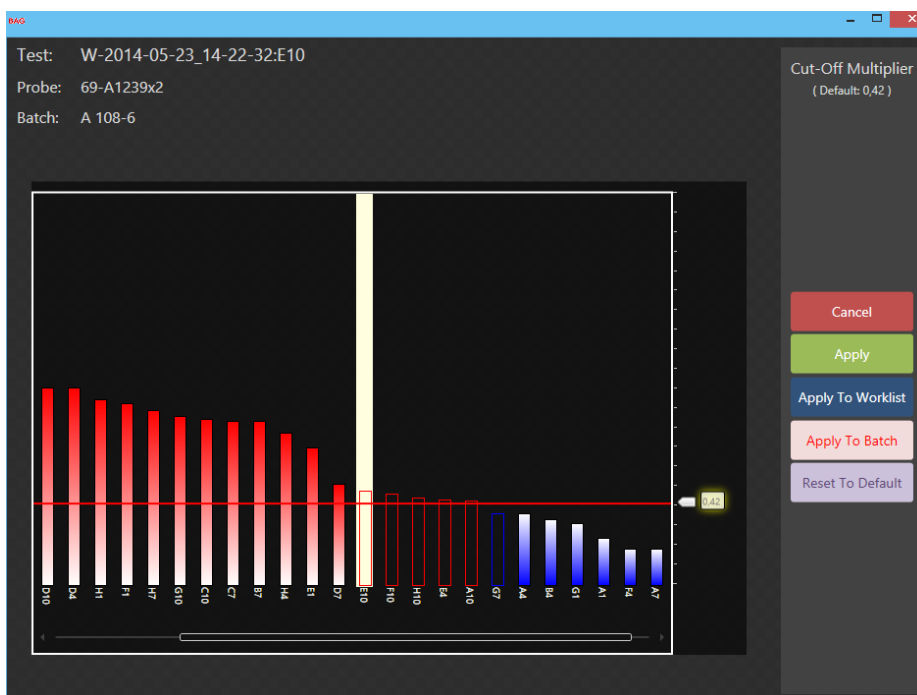 BAG
Test: W-2014-05-23_14-22-32:E10
Probe: 69-A1239x2
Batch: A 108-6
Cut-Off Multiplier
( Default: 0,42 )
Cancel
Apply
Apply To Worklist
Apply To Batch
Reset To Default
0,42
D10 D4 H1 F1 H7 G10 C10 C7 B7 H4 E1 D7 E10 F10 H10 E4 A10 G7 A4 B4 G1 A1 F4 A7